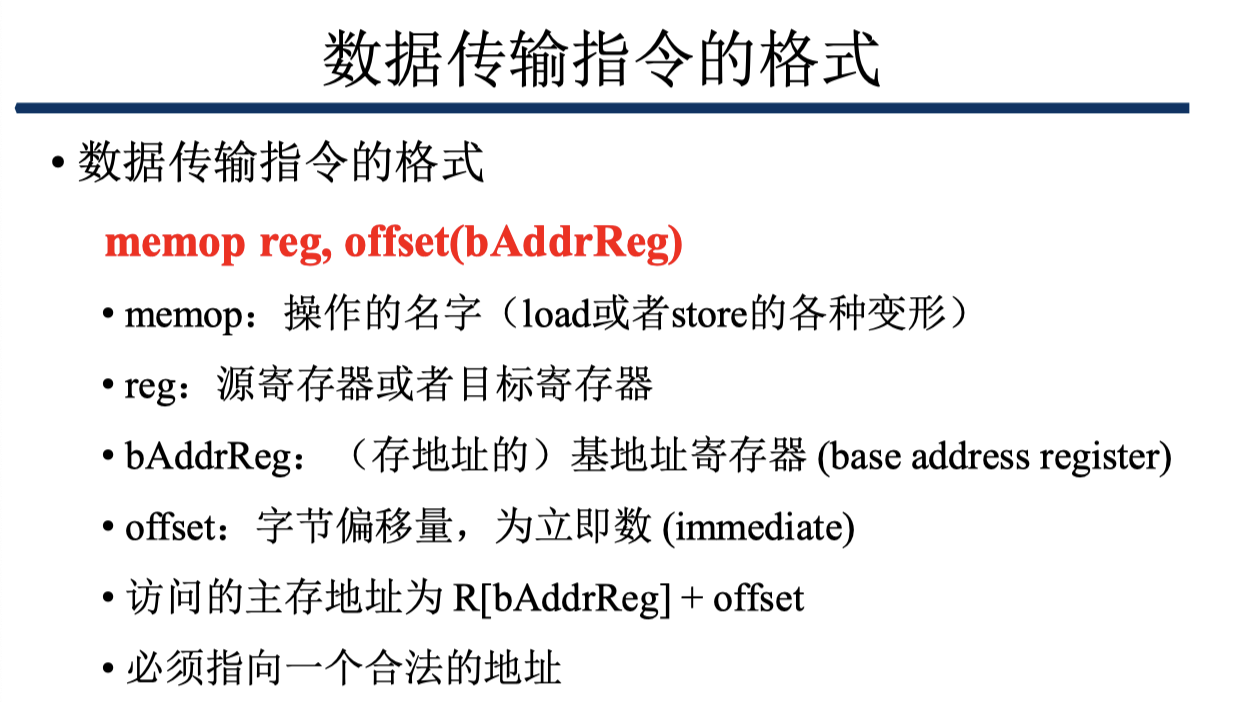 数据传输指令的格式
• 数据传输指令的格式
memop reg, offset(bAddrReg)
• memop：操作的名字（load或者store的各种变形）
• reg：源寄存器或者目标寄存器
• bAddrReg：（存地址的）基地址寄存器 (base address register)
• offset：字节偏移量，为立即数 (immediate)
• 访问的主存地址为 R[bAddrReg] + offset
• 必须指向一个合法的地址